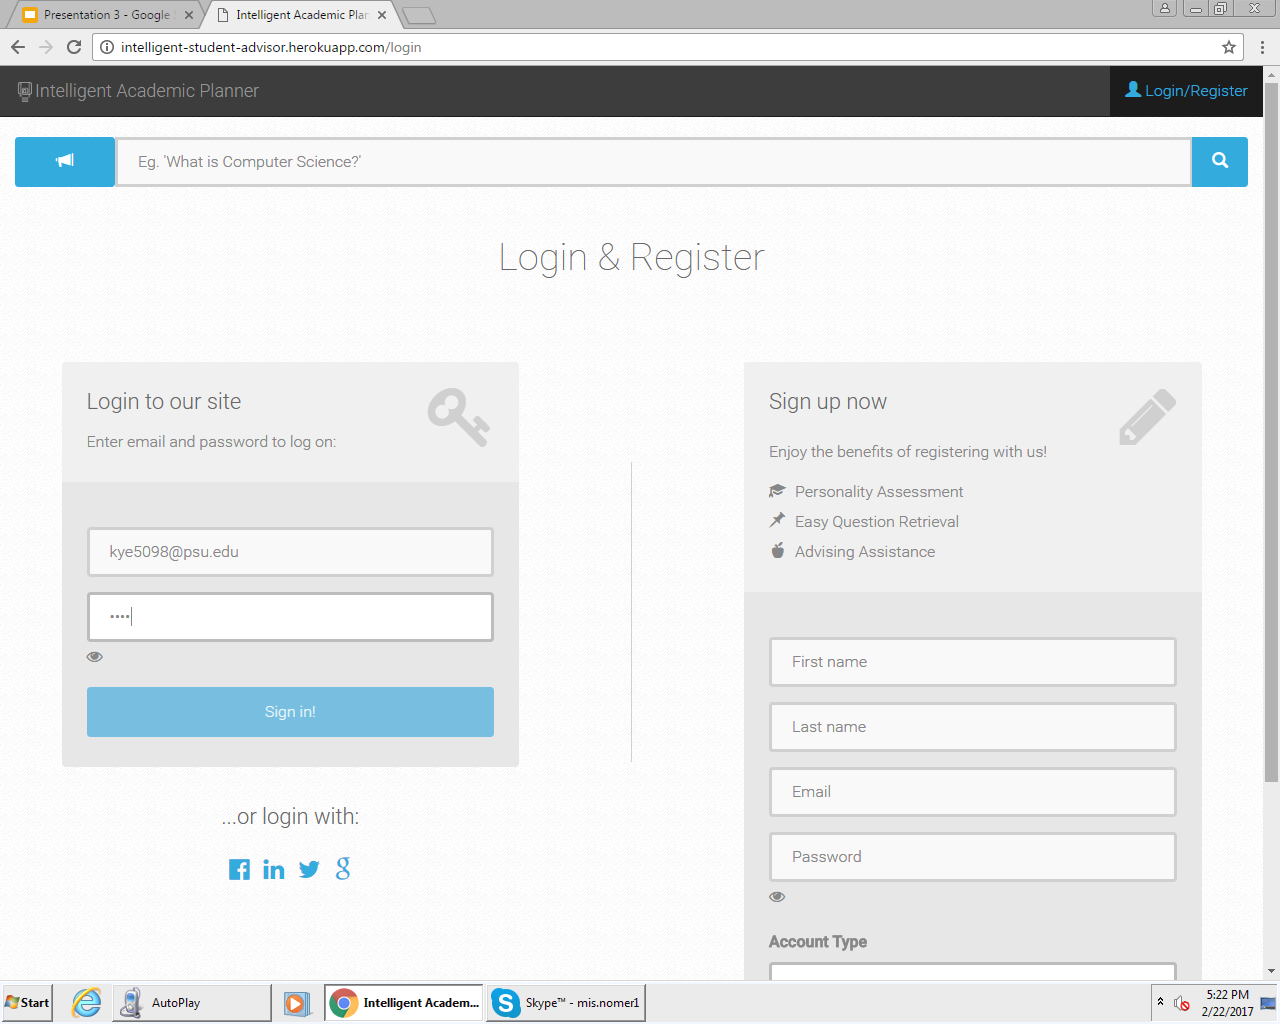 Presentation 3 - Google
Intelligent Academic Plan
intelligent-student-advisor.herokuapp.com/login
Intelligent Academic Planner
Login/Register
Eg. 'What is Computer Science?'
Login & Register
Login to our site
Enter email and password to log on:
kye5098@psu.edu
••••
Sign in!
...or login with:
Sign up now
Enjoy the benefits of registering with us!
Personality Assessment
Easy Question Retrieval
Advising Assistance
First name
Last name
Email
Password
Account Type
Start
AutoPlay
Intelligent Academ...
Skype™ - mis.nomer1
5:22 PM
2/22/2017